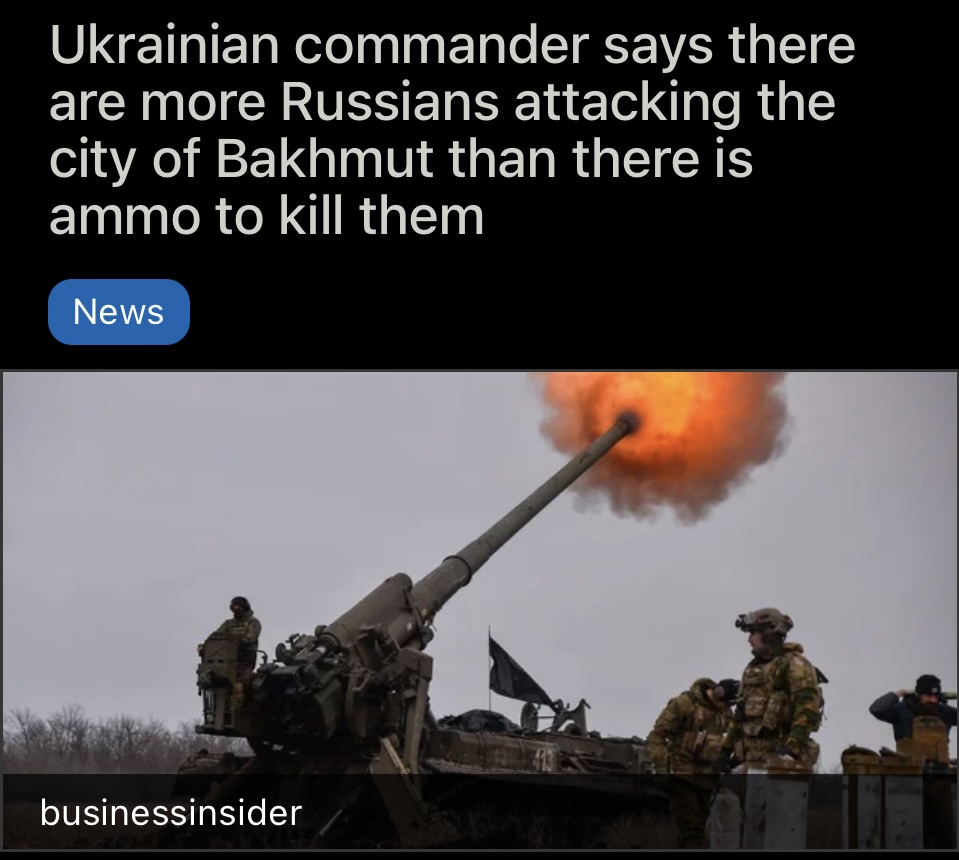 Ukrainian commander says there
are more Russians attacking the
city of Bakhmut than there is
ammo to kill them
News
businessinsider